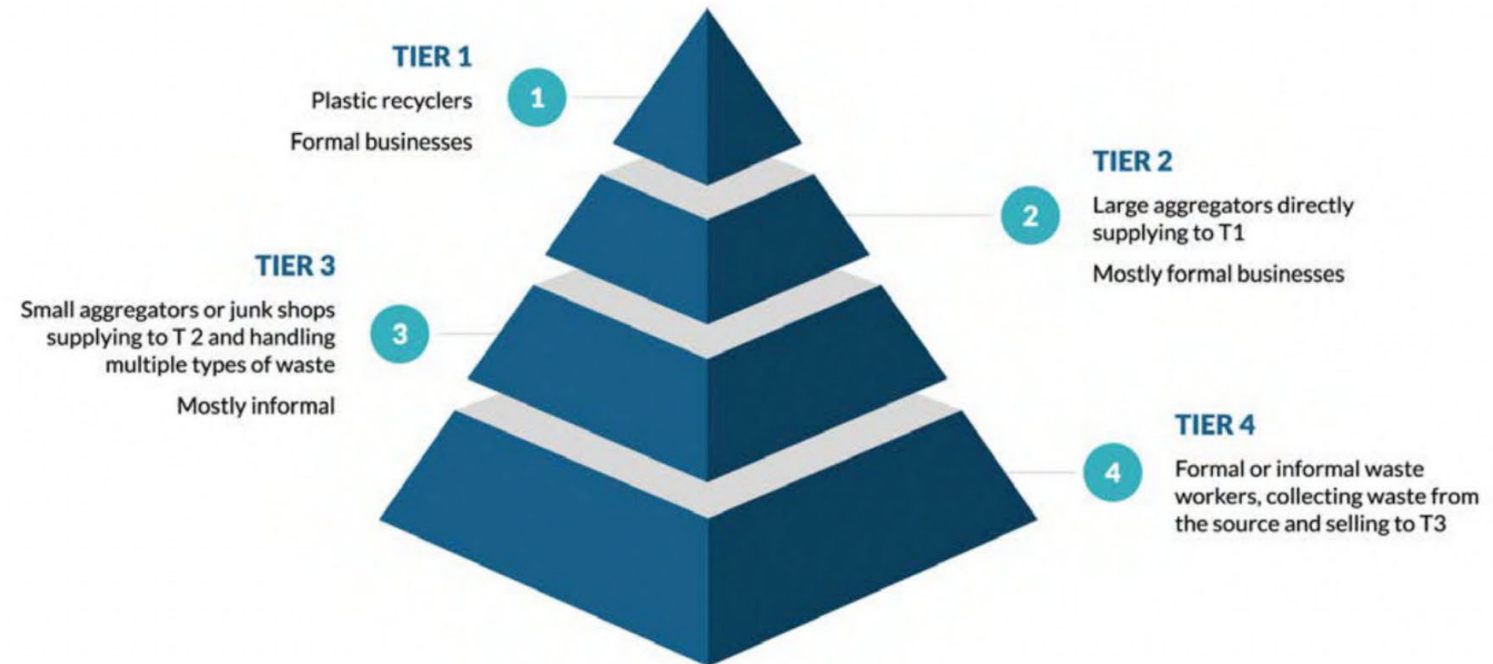 TIER 1
Plastic recyclers
Formal businesses
1
TIER 2
Large aggregators directly
supplying to T1
Mostly formal businesses
2
TIER 3
Small aggregators or junk shops
supplying to T 2 and handling
multiple types of waste
Mostly informal
3
TIER 4
Formal or informal waste
workers, collecting waste from
the source and selling to T3
4